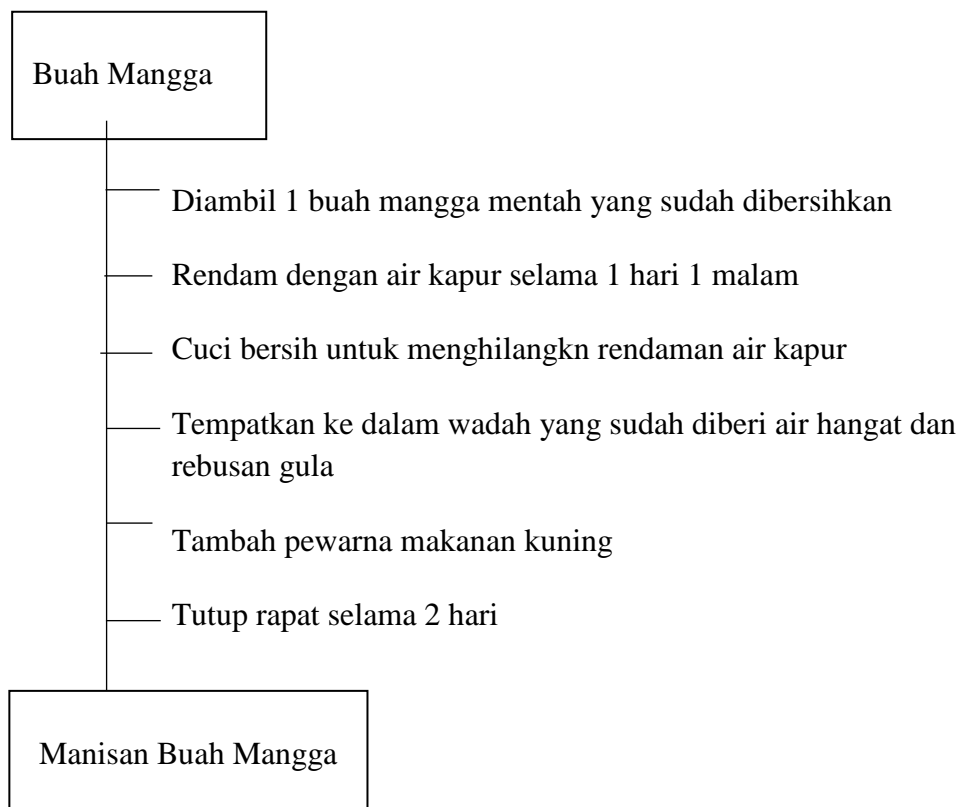 Buah Mangga
Diambil 1 buah mangga mentah yang sudah dibersihkan
Rendam dengan air kapur selama 1 hari 1 malam
Cuci bersih untuk menghilangkn rendaman air kapur
Tempatkan ke dalam wadah yang sudah diberi air hangat dan
rebusan gula
Tambah pewarna makanan kuning
Tutup rapat selama 2 hari
Manisan Buah Mangga